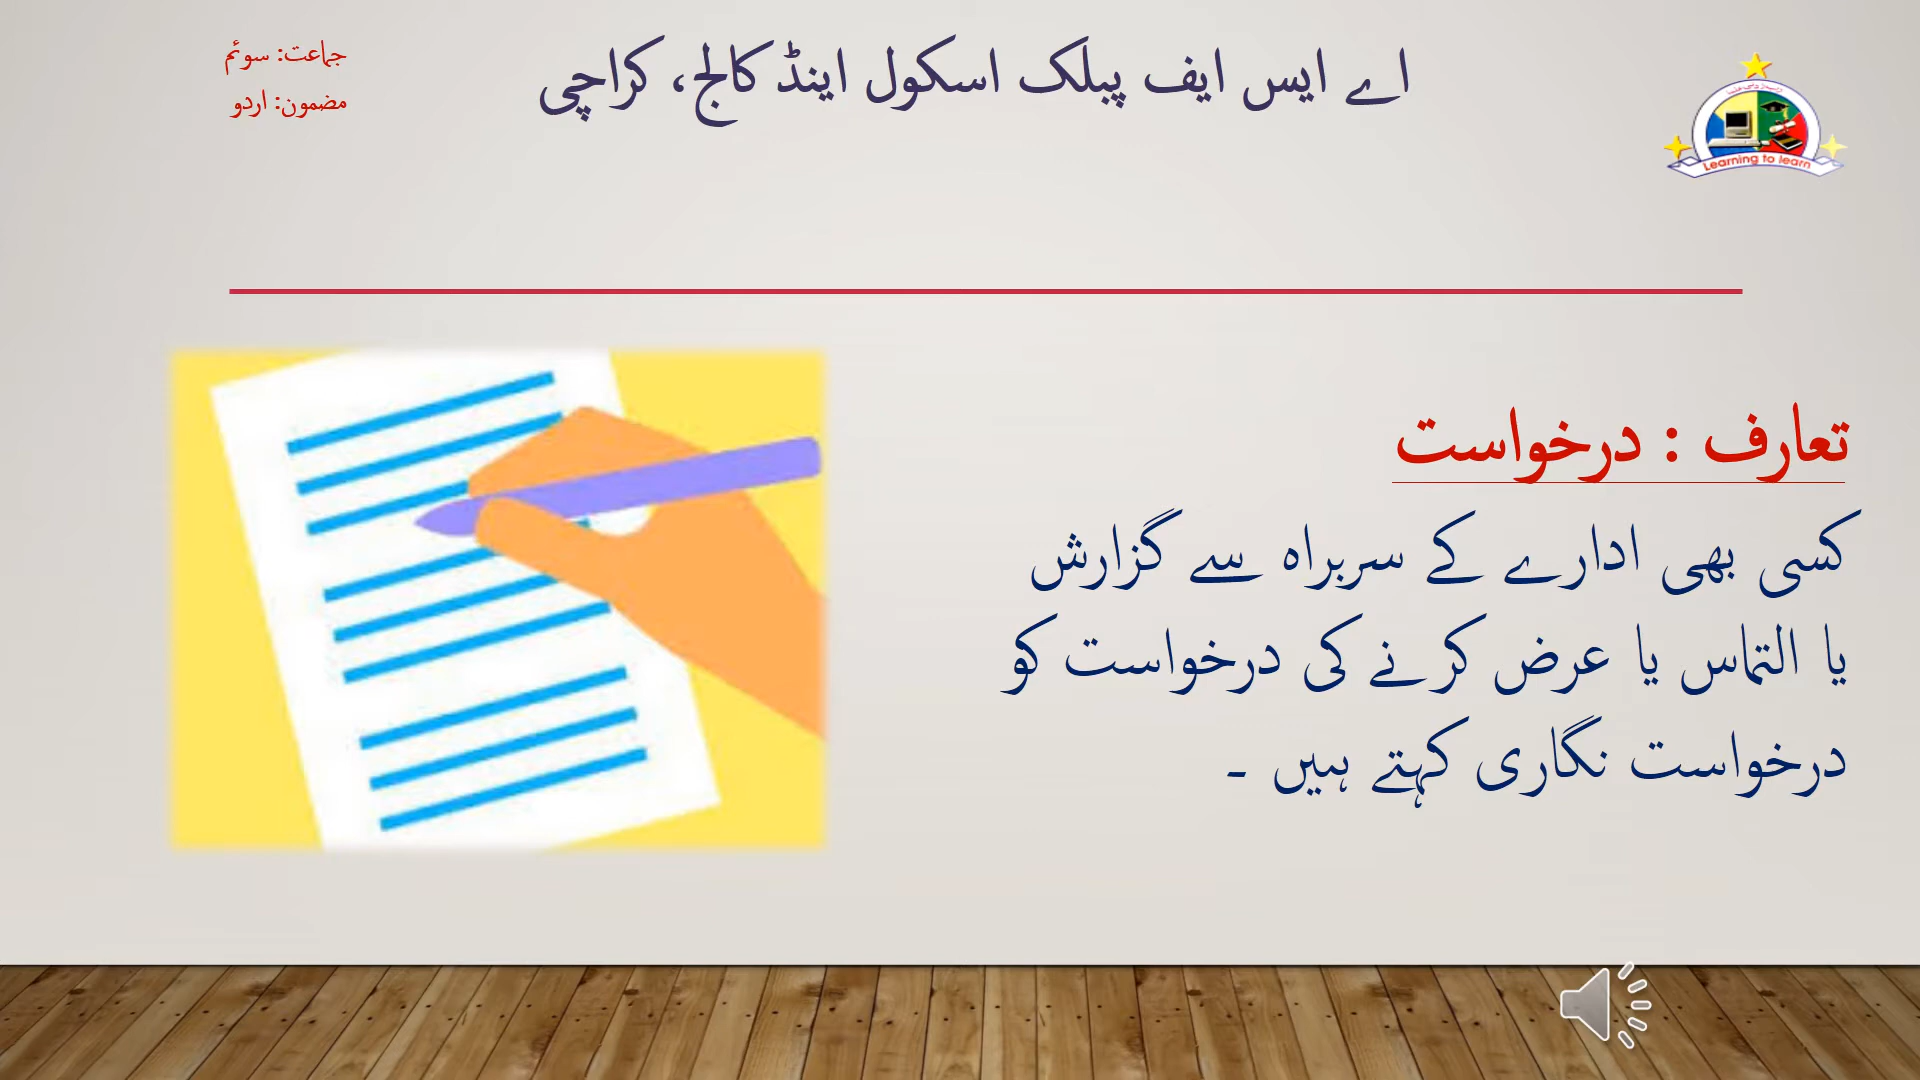 اے ایس ایف پبلک اسکول اینڈ کالج، کراچی
جماعت: سوئم
مضمون: اردو
Learning to learn
تعارف : درخواست
کسی بھی ادارے کے سربراہ سے گزارش
یا التماس یا عرض کرنے کی درخواست کو
درخواست نگاری کہتے ہیں ۔